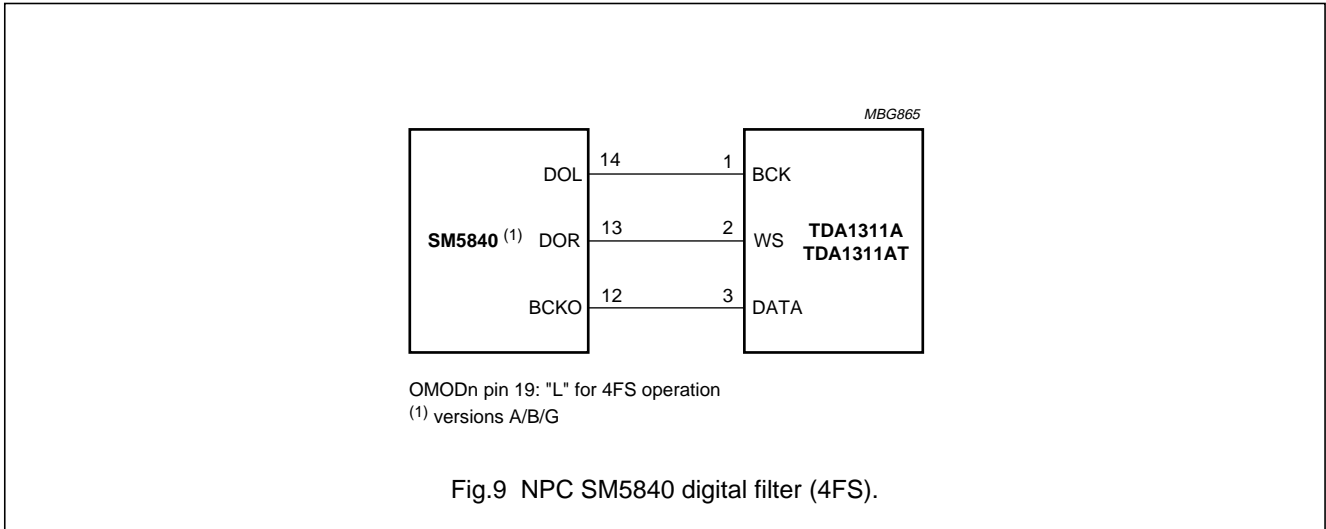 MBG865
DOL 14 1 BCK
SM5840 (1) DOR 13 2 WS TDA1311A
TDA1311AT
BCKO 12 3 DATA
OMODn pin 19: "L" for 4FS operation
(1) versions A/B/G
Fig.9 NPC SM5840 digital filter (4FS).